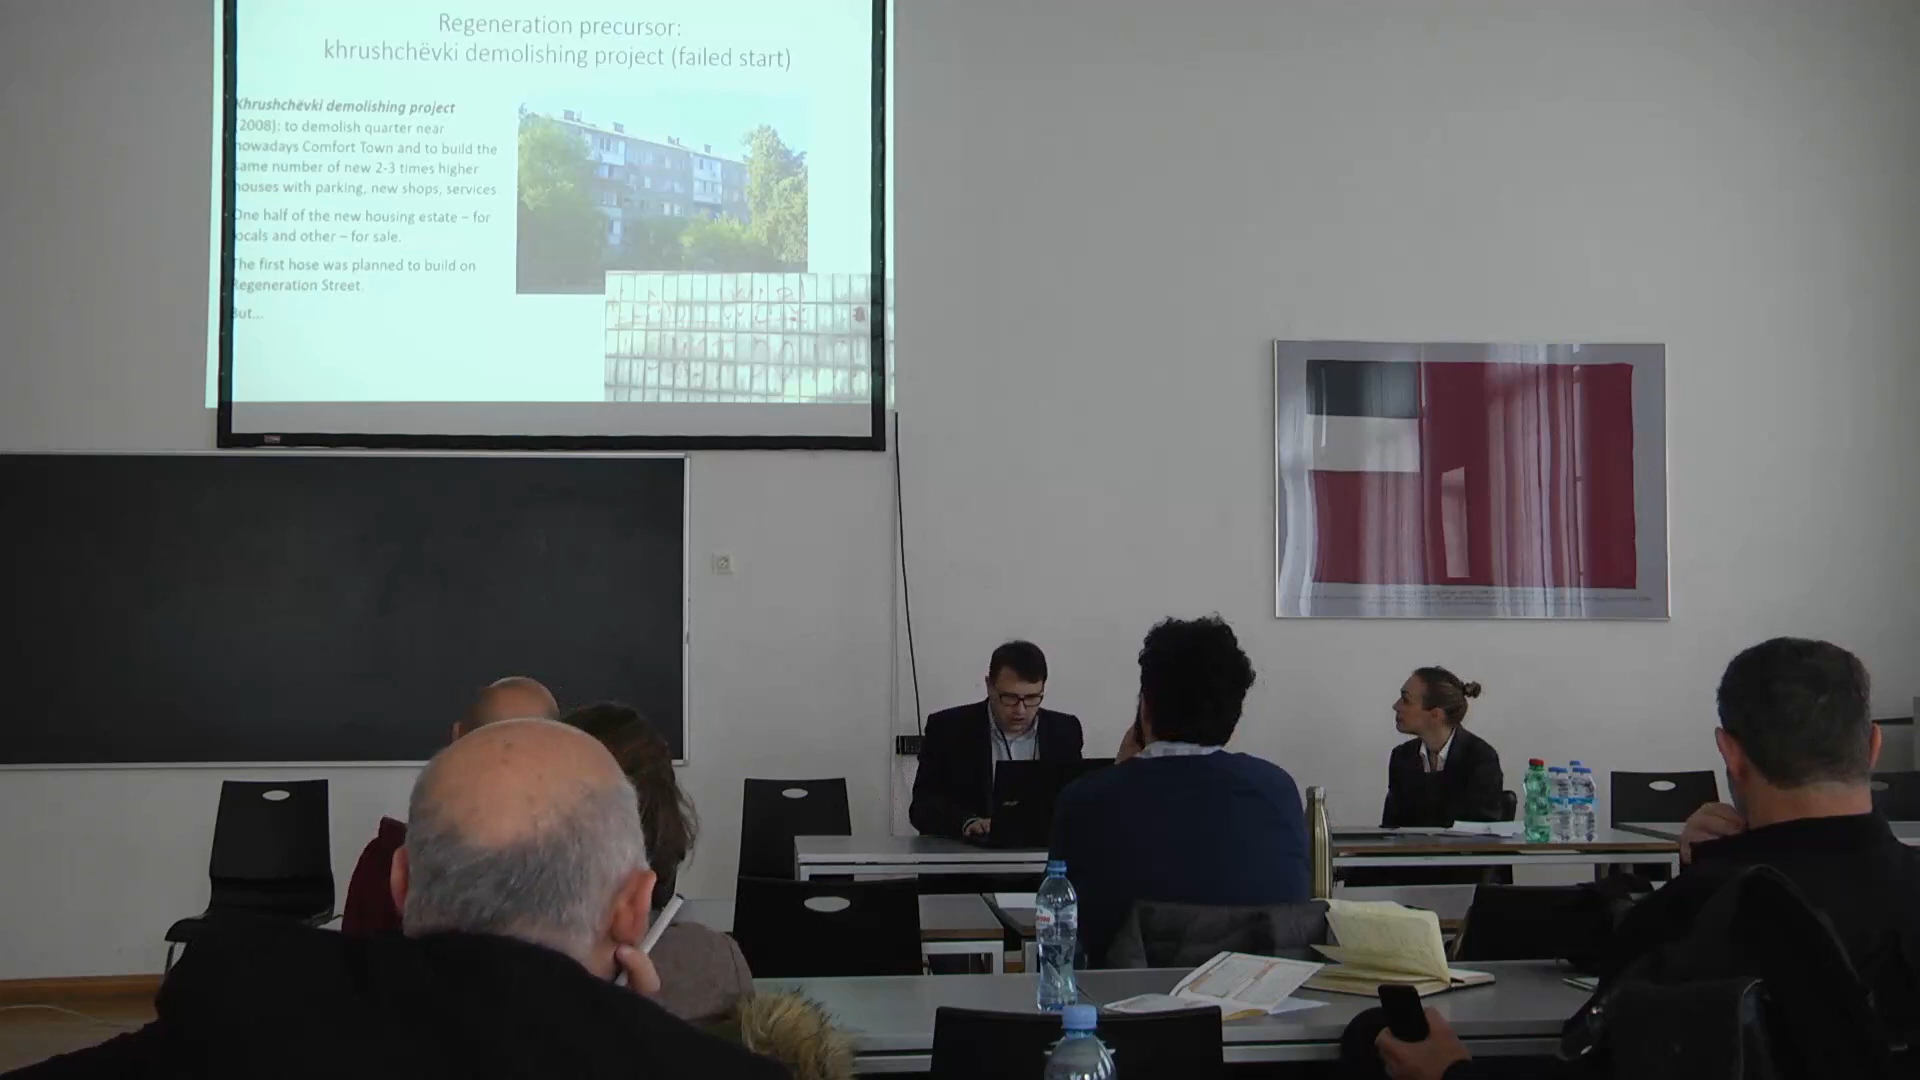 Regeneration precursor:
khrushchëvki demolishing project (failed start)
Khrushchëvki demolishing project
(2008): to demolish quarter near
nowadays Comfort Town and to build the
same number of new 2-3 times higher
houses with parking, new shops, services
One half of the new housing estate – for
locals and other – for sale.
The first hose was planned to build on
Regeneration Street.
But...